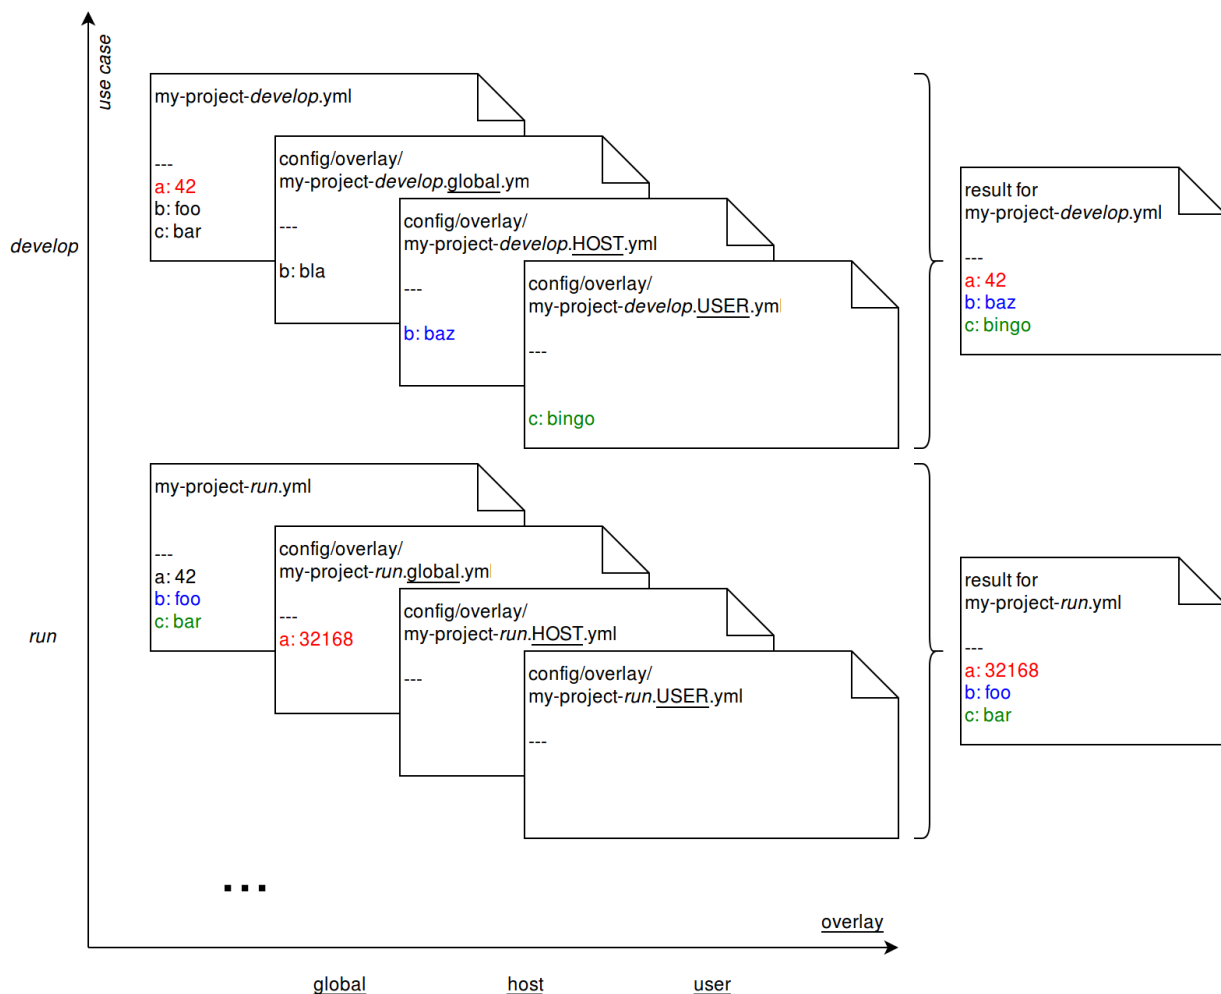 use case
my-project-develop.yml
---
a: 42
b: foo
c: bar
config/overlay/
my-project-develop.global.ym
---
b: bla
config/overlay/
my-project-develop.HOST.yml
---
b: baz
config/overlay/
my-project-develop.USER.yml
---
c: bingo
result for
my-project-develop.yml
---
a: 42
b: baz
c: bingo
develop
my-project-run.yml
---
a: 42
b: foo
c: bar
config/overlay/
my-project-run.global.yml
---
a: 32168
config/overlay/
my-project-run.HOST.yml
---
config/overlay/
my-project-run.USER.yml
---
result for
my-project-run.yml
---
a: 32168
b: foo
c: bar
run
...
overlay
global
host
user